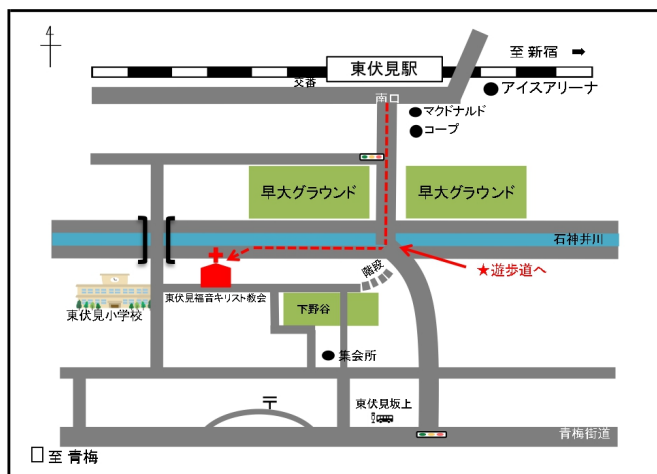 4
東伏見駅
至 新宿 ➡
交番
南口
アイスアリーナ
マクドナルド
コープ
早大グラウンド
早大グラウンド
石神井川
★遊歩道へ
階段
東伏見福音キリスト教会
東伏見小学校
下野谷
集会所
〒
東伏見坂上
青梅街道
至 青梅